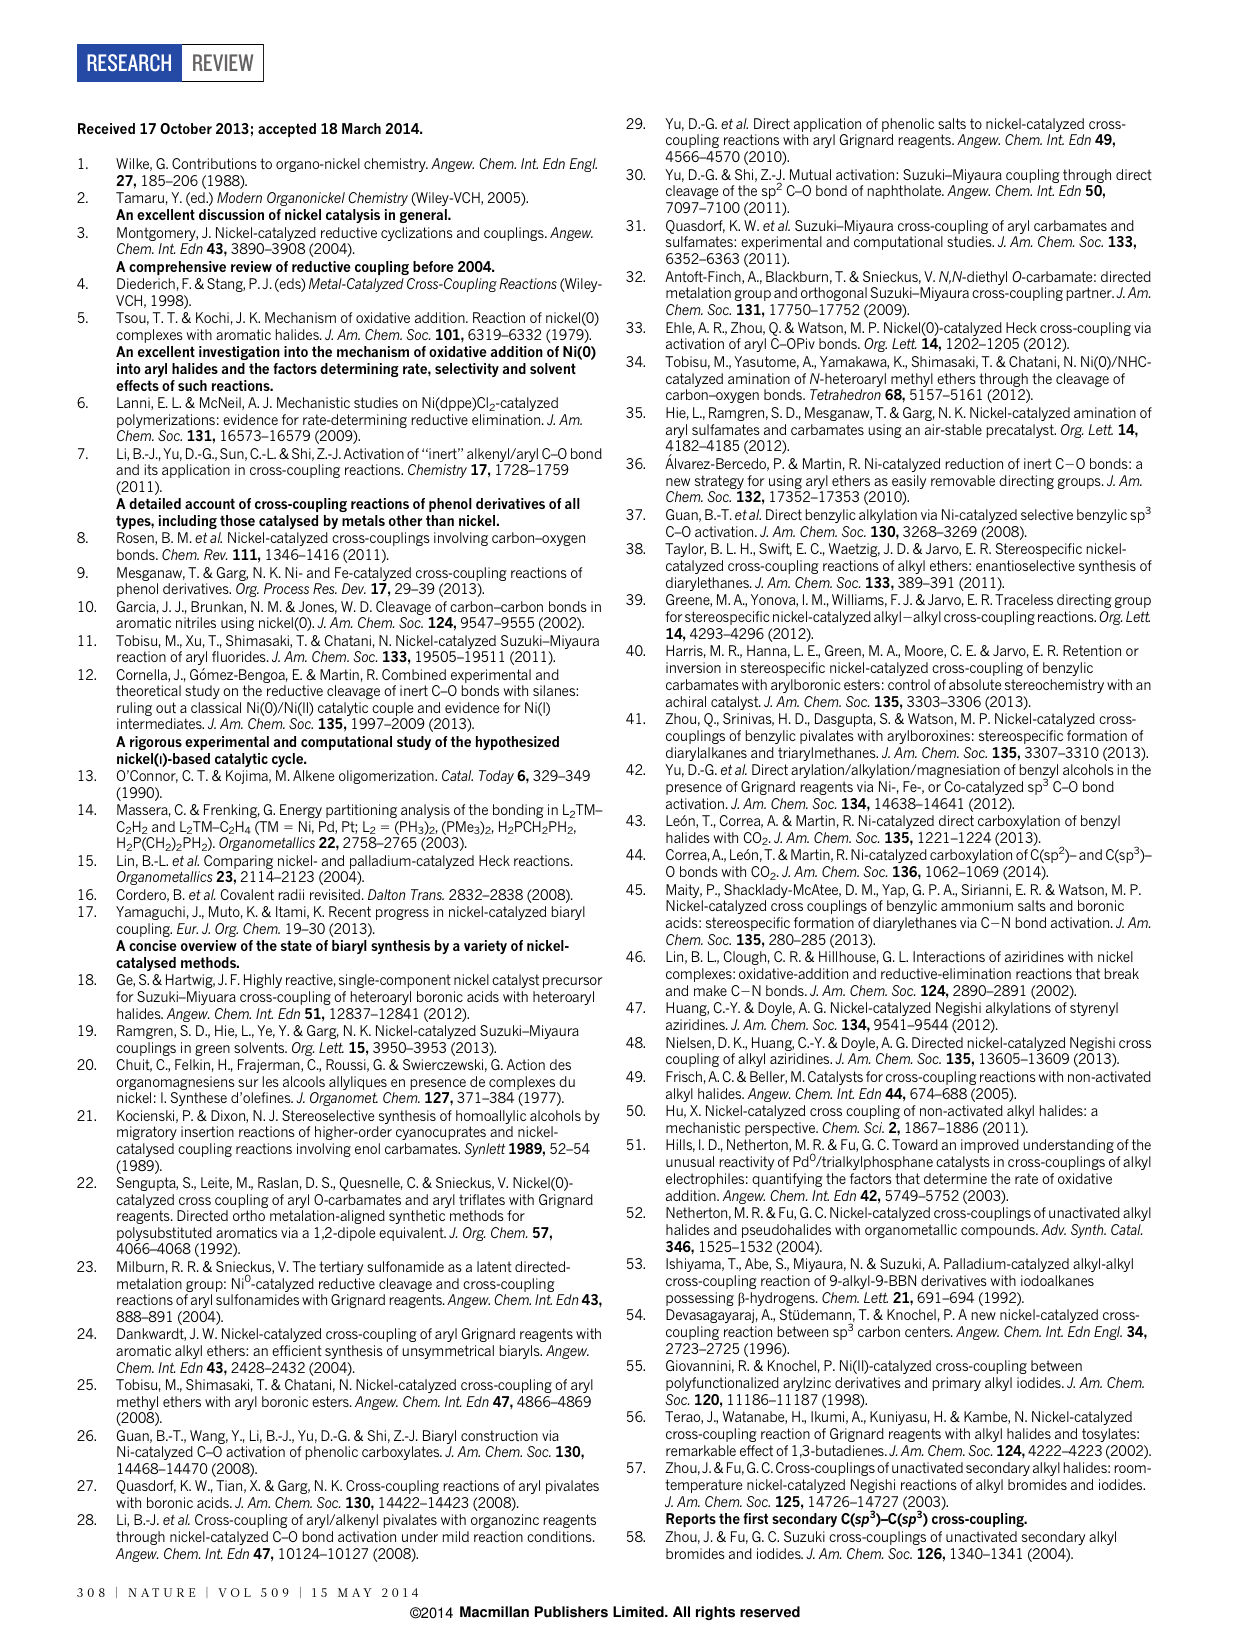 RESEARCH REVIEW
Received 17 October 2013; accepted 18 March 2014.
1. Wilke, G. Contributions to organo-nickel chemistry. Angew. Chem. Int. Edn Engl.
27, 185–206 (1988).
2. Tamaru, Y. (ed.) Modern Organonickel Chemistry (Wiley-VCH, 2005).
An excellent discussion of nickel catalysis in general.
3. Montgomery, J. Nickel-catalyzed reductive cyclizations and couplings. Angew.
Chem. Int. Edn 43, 3890–3908 (2004).
A comprehensive review of reductive coupling before 2004.
4. Diederich, F. & Stang, P. J. (eds) Metal-Catalyzed Cross-Coupling Reactions (Wiley-
VCH, 1998).
5. Tsou, T. T. & Kochi, J. K. Mechanism of oxidative addition. Reaction of nickel(0)
complexes with aromatic halides. J. Am. Chem. Soc. 101, 6319–6332 (1979).
An excellent investigation into the mechanism of oxidative addition of Ni(0)
into aryl halides and the factors determining rate, selectivity and solvent
effects of such reactions.
6. Lanni, E. L. & McNeil, A. J. Mechanistic studies on Ni(dppe)Cl₂-catalyzed
polymerizations: evidence for rate-determining reductive elimination. J. Am.
Chem. Soc. 131, 16573–16579 (2009).
7. Li, B.-J., Yu, D.-G., Sun, C.-L. & Shi, Z.-J. Activation of ‘‘inert’’ alkenyl/aryl C–O bond
and its application in cross-coupling reactions. Chemistry 17, 1728–1759
(2011).
A detailed account of cross-coupling reactions of phenol derivatives of all
types, including those catalysed by metals other than nickel.
8. Rosen, B. M. et al. Nickel-catalyzed cross-couplings involving carbon–oxygen
bonds. Chem. Rev. 111, 1346–1416 (2011).
9. Mesganaw, T. & Garg, N. K. Ni- and Fe-catalyzed cross-coupling reactions of
phenol derivatives. Org. Process Res. Dev. 17, 29–39 (2013).
10. Garcia, J. J., Brunkan, N. M. & Jones, W. D. Cleavage of carbon–carbon bonds in
aromatic nitriles using nickel(0). J. Am. Chem. Soc. 124, 9547–9555 (2002).
11. Tobisu, M., Xu, T., Shimasaki, T. & Chatani, N. Nickel-catalyzed Suzuki–Miyaura
reaction of aryl fluorides. J. Am. Chem. Soc. 133, 19505–19511 (2011).
12. Cornella, J., Gómez-Bengoa, E. & Martin, R. Combined experimental and
theoretical study on the reductive cleavage of inert C–O bonds with silanes:
ruling out a classical Ni(0)/Ni(II) catalytic couple and evidence for Ni(I)
intermediates. J. Am. Chem. Soc. 135, 1997–2009 (2013).
A rigorous experimental and computational study of the hypothesized
nickel(I)-based catalytic cycle.
13. O’Connor, C. T. & Kojima, M. Alkene oligomerization. Catal. Today 6, 329–349
(1990).
14. Massera, C. & Frenking, G. Energy partitioning analysis of the bonding in L₂TM–
C₂H₂ and L₂TM–C₂H₄ (TM = Ni, Pd, Pt; L₂ = (PH₃)₂, (PMe₃)₂, H₂PCH₂PH₂,
H₂P(CH₂)₂PH₂). Organometallics 22, 2758–2765 (2003).
15. Lin, B.-L. et al. Comparing nickel- and palladium-catalyzed Heck reactions.
Organometallics 23, 2114–2123 (2004).
16. Cordero, B. et al. Covalent radii revisited. Dalton Trans. 2832–2838 (2008).
17. Yamaguchi, J., Muto, K. & Itami, K. Recent progress in nickel-catalyzed biaryl
coupling. Eur. J. Org. Chem. 19–30 (2013).
A concise overview of the state of biaryl synthesis by a variety of nickel-
catalysed methods.
18. Ge, S. & Hartwig, J. F. Highly reactive, single-component nickel catalyst precursor
for Suzuki–Miyuara cross-coupling of heteroaryl boronic acids with heteroaryl
halides. Angew. Chem. Int. Edn 51, 12837–12841 (2012).
19. Ramgren, S. D., Hie, L., Ye, Y. & Garg, N. K. Nickel-catalyzed Suzuki–Miyaura
couplings in green solvents. Org. Lett. 15, 3950–3953 (2013).
20. Chuit, C., Felkin, H., Frajerman, C., Roussi, G. & Swierczewski, G. Action des
organomagnesiens sur les alcools allyliques en presence de complexes du
nickel: I. Synthese d’olefines. J. Organomet. Chem. 127, 371–384 (1977).
21. Kocienski, P. & Dixon, N. J. Stereoselective synthesis of homoallylic alcohols by
migratory insertion reactions of higher-order cyanocuprates and nickel-
catalysed coupling reactions involving enol carbamates. Synlett 1989, 52–54
(1989).
22. Sengupta, S., Leite, M., Raslan, D. S., Quesnelle, C. & Snieckus, V. Nickel(0)-
catalyzed cross coupling of aryl O-carbamates and aryl triflates with Grignard
reagents. Directed ortho metalation-aligned synthetic methods for
polysubstituted aromatics via a 1,2-dipole equivalent. J. Org. Chem. 57,
4066–4068 (1992).
23. Milburn, R. R. & Snieckus, V. The tertiary sulfonamide as a latent directed-
metalation group: Ni⁰-catalyzed reductive cleavage and cross-coupling
reactions of aryl sulfonamides with Grignard reagents. Angew. Chem. Int. Edn 43,
888–891 (2004).
24. Dankwardt, J. W. Nickel-catalyzed cross-coupling of aryl Grignard reagents with
aromatic alkyl ethers: an efficient synthesis of unsymmetrical biaryls. Angew.
Chem. Int. Edn 43, 2428–2432 (2004).
25. Tobisu, M., Shimasaki, T. & Chatani, N. Nickel-catalyzed cross-coupling of aryl
methyl ethers with aryl boronic esters. Angew. Chem. Int. Edn 47, 4866–4869
(2008).
26. Guan, B.-T., Wang, Y., Li, B.-J., Yu, D.-G. & Shi, Z.-J. Biaryl construction via
Ni-catalyzed C–O activation of phenolic carboxylates. J. Am. Chem. Soc. 130,
14468–14470 (2008).
27. Quasdorf, K. W., Tian, X. & Garg, N. K. Cross-coupling reactions of aryl pivalates
with boronic acids. J. Am. Chem. Soc. 130, 14422–14423 (2008).
28. Li, B.-J. et al. Cross-coupling of aryl/alkenyl pivalates with organozinc reagents
through nickel-catalyzed C–O bond activation under mild reaction conditions.
Angew. Chem. Int. Edn 47, 10124–10127 (2008).
29. Yu, D.-G. et al. Direct application of phenolic salts to nickel-catalyzed cross-
coupling reactions with aryl Grignard reagents. Angew. Chem. Int. Edn 49,
4566–4570 (2010).
30. Yu, D.-G. & Shi, Z.-J. Mutual activation: Suzuki–Miyaura coupling through direct
cleavage of the sp² C–O bond of naphtholate. Angew. Chem. Int. Edn 50,
7097–7100 (2011).
31. Quasdorf, K. W. et al. Suzuki–Miyaura cross-coupling of aryl carbamates and
sulfamates: experimental and computational studies. J. Am. Chem. Soc. 133,
6352–6363 (2011).
32. Antoft-Finch, A., Blackburn, T. & Snieckus, V. N,N-diethyl O-carbamate: directed
metalation group and orthogonal Suzuki–Miyaura cross-coupling partner. J. Am.
Chem. Soc. 131, 17750–17752 (2009).
33. Ehle, A. R., Zhou, Q. & Watson, M. P. Nickel(0)-catalyzed Heck cross-coupling via
activation of aryl C–OPiv bonds. Org. Lett. 14, 1202–1205 (2012).
34. Tobisu, M., Yasutome, A., Yamakawa, K., Shimasaki, T. & Chatani, N. Ni(0)/NHC-
catalyzed amination of N-heteroaryl methyl ethers through the cleavage of
carbon–oxygen bonds. Tetrahedron 68, 5157–5161 (2012).
35. Hie, L., Ramgren, S. D., Mesganaw, T. & Garg, N. K. Nickel-catalyzed amination of
aryl sulfamates and carbamates using an air-stable precatalyst. Org. Lett. 14,
4182–4185 (2012).
36. Álvarez-Bercedo, P. & Martin, R. Ni-catalyzed reduction of inert C−O bonds: a
new strategy for using aryl ethers as easily removable directing groups. J. Am.
Chem. Soc. 132, 17352–17353 (2010).
37. Guan, B.-T. et al. Direct benzylic alkylation via Ni-catalyzed selective benzylic sp³
C–O activation. J. Am. Chem. Soc. 130, 3268–3269 (2008).
38. Taylor, B. L. H., Swift, E. C., Waetzig, J. D. & Jarvo, E. R. Stereospecific nickel-
catalyzed cross-coupling reactions of alkyl ethers: enantioselective synthesis of
diarylethanes. J. Am. Chem. Soc. 133, 389–391 (2011).
39. Greene, M. A., Yonova, I. M., Williams, F. J. & Jarvo, E. R. Traceless directing group
for stereospecific nickel-catalyzed alkyl−alkyl cross-coupling reactions. Org. Lett.
14, 4293–4296 (2012).
40. Harris, M. R., Hanna, L. E., Green, M. A., Moore, C. E. & Jarvo, E. R. Retention or
inversion in stereospecific nickel-catalyzed cross-coupling of benzylic
carbamates with arylboronic esters: control of absolute stereochemistry with an
achiral catalyst. J. Am. Chem. Soc. 135, 3303–3306 (2013).
41. Zhou, Q., Srinivas, H. D., Dasgupta, S. & Watson, M. P. Nickel-catalyzed cross-
couplings of benzylic pivalates with arylboroxines: stereospecific formation of
diarylalkanes and triarylmethanes. J. Am. Chem. Soc. 135, 3307–3310 (2013).
42. Yu, D.-G. et al. Direct arylation/alkylation/magnesiation of benzyl alcohols in the
presence of Grignard reagents via Ni-, Fe-, or Co-catalyzed sp³ C–O bond
activation. J. Am. Chem. Soc. 134, 14638–14641 (2012).
43. León, T., Correa, A. & Martin, R. Ni-catalyzed direct carboxylation of benzyl
halides with CO₂. J. Am. Chem. Soc. 135, 1221–1224 (2013).
44. Correa, A., León, T. & Martin, R. Ni-catalyzed carboxylation of C(sp²)– and C(sp³)–
O bonds with CO₂. J. Am. Chem. Soc. 136, 1062–1069 (2014).
45. Maity, P., Shacklady-McAtee, D. M., Yap, G. P. A., Sirianni, E. R. & Watson, M. P.
Nickel-catalyzed cross couplings of benzylic ammonium salts and boronic
acids: stereospecific formation of diarylethanes via C−N bond activation. J. Am.
Chem. Soc. 135, 280–285 (2013).
46. Lin, B. L., Clough, C. R. & Hillhouse, G. L. Interactions of aziridines with nickel
complexes: oxidative-addition and reductive-elimination reactions that break
and make C−N bonds. J. Am. Chem. Soc. 124, 2890–2891 (2002).
47. Huang, C.-Y. & Doyle, A. G. Nickel-catalyzed Negishi alkylations of styrenyl
aziridines. J. Am. Chem. Soc. 134, 9541–9544 (2012).
48. Nielsen, D. K., Huang, C.-Y. & Doyle, A. G. Directed nickel-catalyzed Negishi cross
coupling of alkyl aziridines. J. Am. Chem. Soc. 135, 13605–13609 (2013).
49. Frisch, A. C. & Beller, M. Catalysts for cross-coupling reactions with non-activated
alkyl halides. Angew. Chem. Int. Edn 44, 674–688 (2005).
50. Hu, X. Nickel-catalyzed cross coupling of non-activated alkyl halides: a
mechanistic perspective. Chem. Sci. 2, 1867–1886 (2011).
51. Hills, I. D., Netherton, M. R. & Fu, G. C. Toward an improved understanding of the
unusual reactivity of Pd⁰/trialkylphosphane catalysts in cross-couplings of alkyl
electrophiles: quantifying the factors that determine the rate of oxidative
addition. Angew. Chem. Int. Edn 42, 5749–5752 (2003).
52. Netherton, M. R. & Fu, G. C. Nickel-catalyzed cross-couplings of unactivated alkyl
halides and pseudohalides with organometallic compounds. Adv. Synth. Catal.
346, 1525–1532 (2004).
53. Ishiyama, T., Abe, S., Miyaura, N. & Suzuki, A. Palladium-catalyzed alkyl-alkyl
cross-coupling reaction of 9-alkyl-9-BBN derivatives with iodoalkanes
possessing β-hydrogens. Chem. Lett. 21, 691–694 (1992).
54. Devasagayaraj, A., Stüdemann, T. & Knochel, P. A new nickel-catalyzed cross-
coupling reaction between sp³ carbon centers. Angew. Chem. Int. Edn Engl. 34,
2723–2725 (1996).
55. Giovannini, R. & Knochel, P. Ni(II)-catalyzed cross-coupling between
polyfunctionalized arylzinc derivatives and primary alkyl iodides. J. Am. Chem.
Soc. 120, 11186–11187 (1998).
56. Terao, J., Watanabe, H., Ikumi, A., Kuniyasu, H. & Kambe, N. Nickel-catalyzed
cross-coupling reaction of Grignard reagents with alkyl halides and tosylates:
remarkable effect of 1,3-butadienes. J. Am. Chem. Soc. 124, 4222–4223 (2002).
57. Zhou, J. & Fu, G. C. Cross-couplings of unactivated secondary alkyl halides: room-
temperature nickel-catalyzed Negishi reactions of alkyl bromides and iodides.
J. Am. Chem. Soc. 125, 14726–14727 (2003).
Reports the first secondary C(sp³)–C(sp³) cross-coupling.
58. Zhou, J. & Fu, G. C. Suzuki cross-couplings of unactivated secondary alkyl
bromides and iodides. J. Am. Chem. Soc. 126, 1340–1341 (2004).
308 | NATURE | VOL 509 | 15 MAY 2014
©2014 Macmillan Publishers Limited. All rights reserved